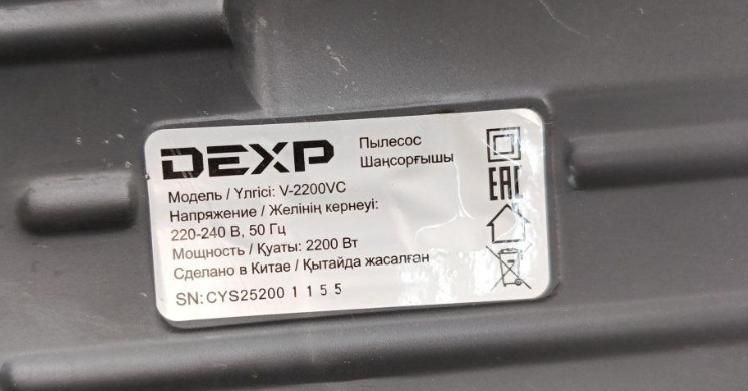 DEXP
Пылесос
Шаңсорғышы
Модель / Үлгісі: V-2200VC
Напряжение / Желінің кернеуі:
220-240 В, 50 Гц
Мощность / Қуаты: 2200 Вт
Сделано в Китае / Қытайда жасалған
SN: CYS25200 1 1 5 5
EAC